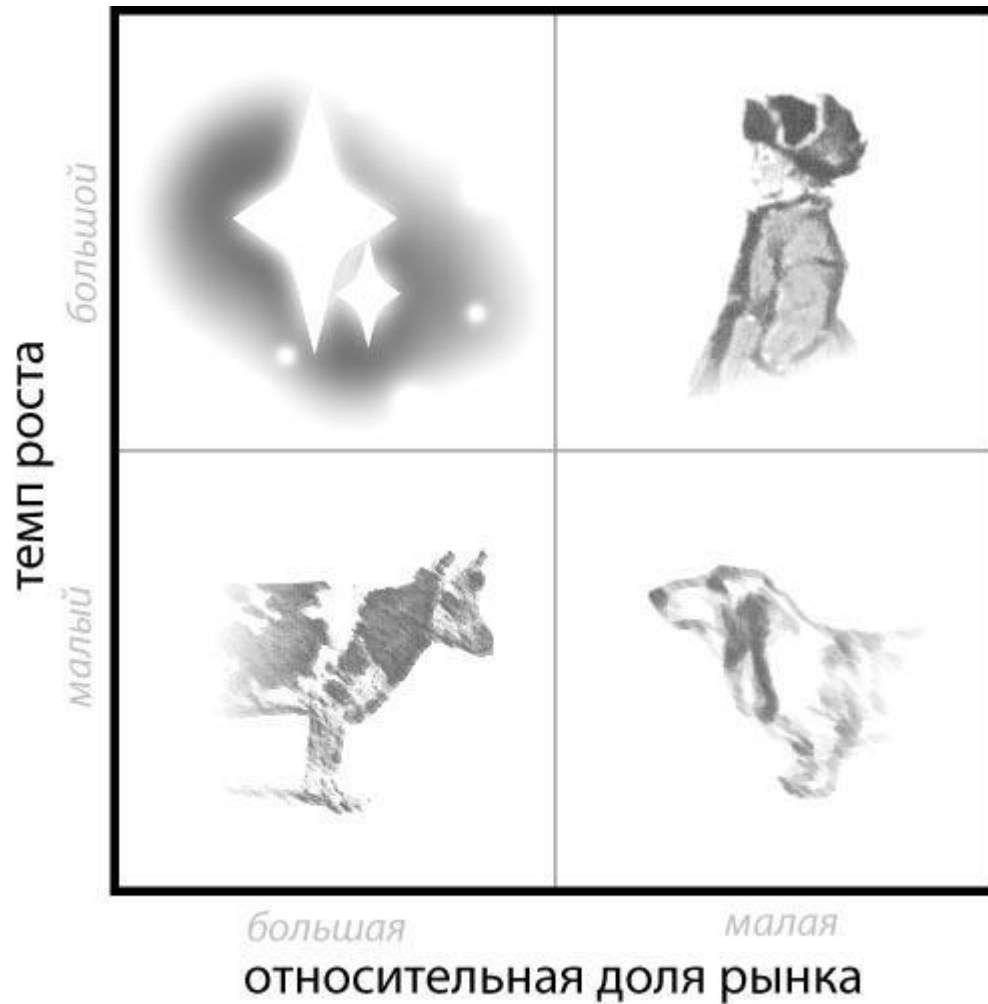 большой
темп роста
малый
большая
малая
относительная доля рынка